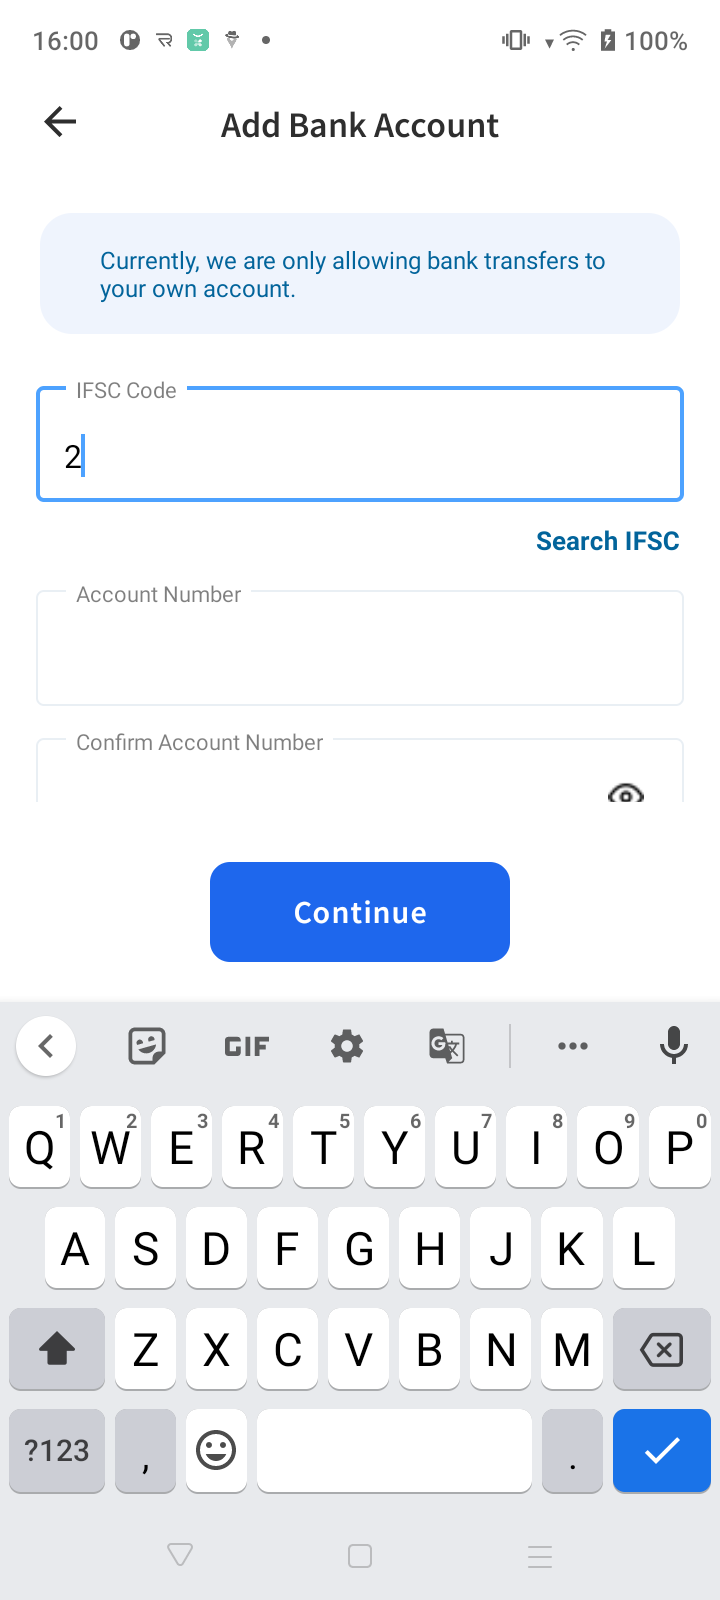 16:00
100%
Add Bank Account
Currently, we are only allowing bank transfers to
your own account.
IFSC Code
2
Search IFSC
Account Number
Confirm Account Number
Continue
GIF
G
1 2 3 4 5 6 7 8 9 0
Q W E R T Y U I O P
A S D F G H J K L
Z X C V B N M
?123 , .